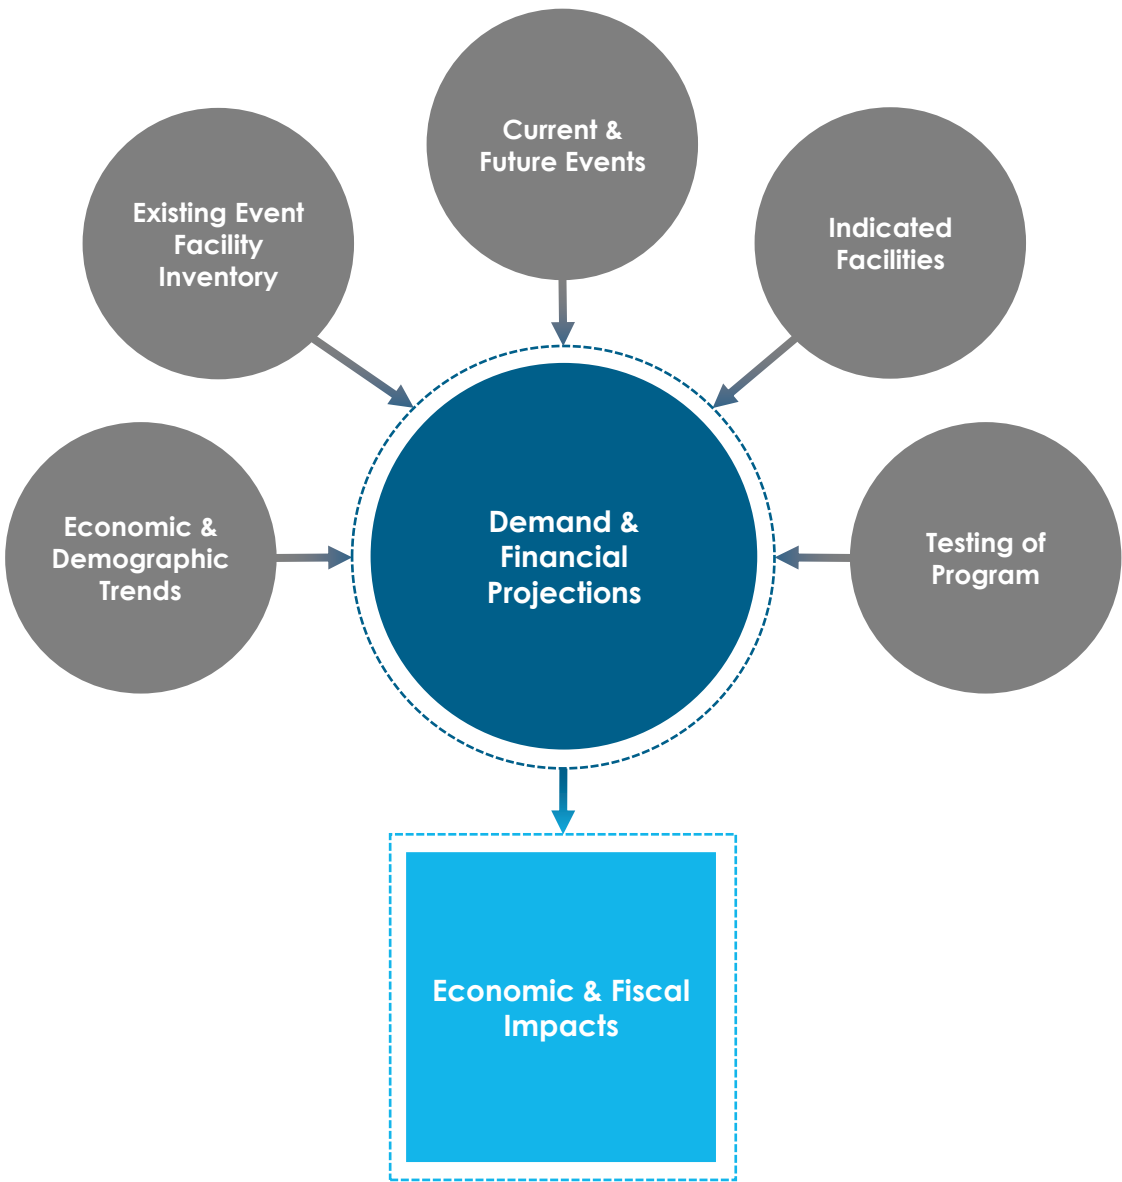 Current &
Future Events
Existing Event
Facility
Inventory
Indicated
Facilities
Economic &
Demographic
Trends
Demand &
Financial
Projections
Testing of
Program
Economic & Fiscal
Impacts